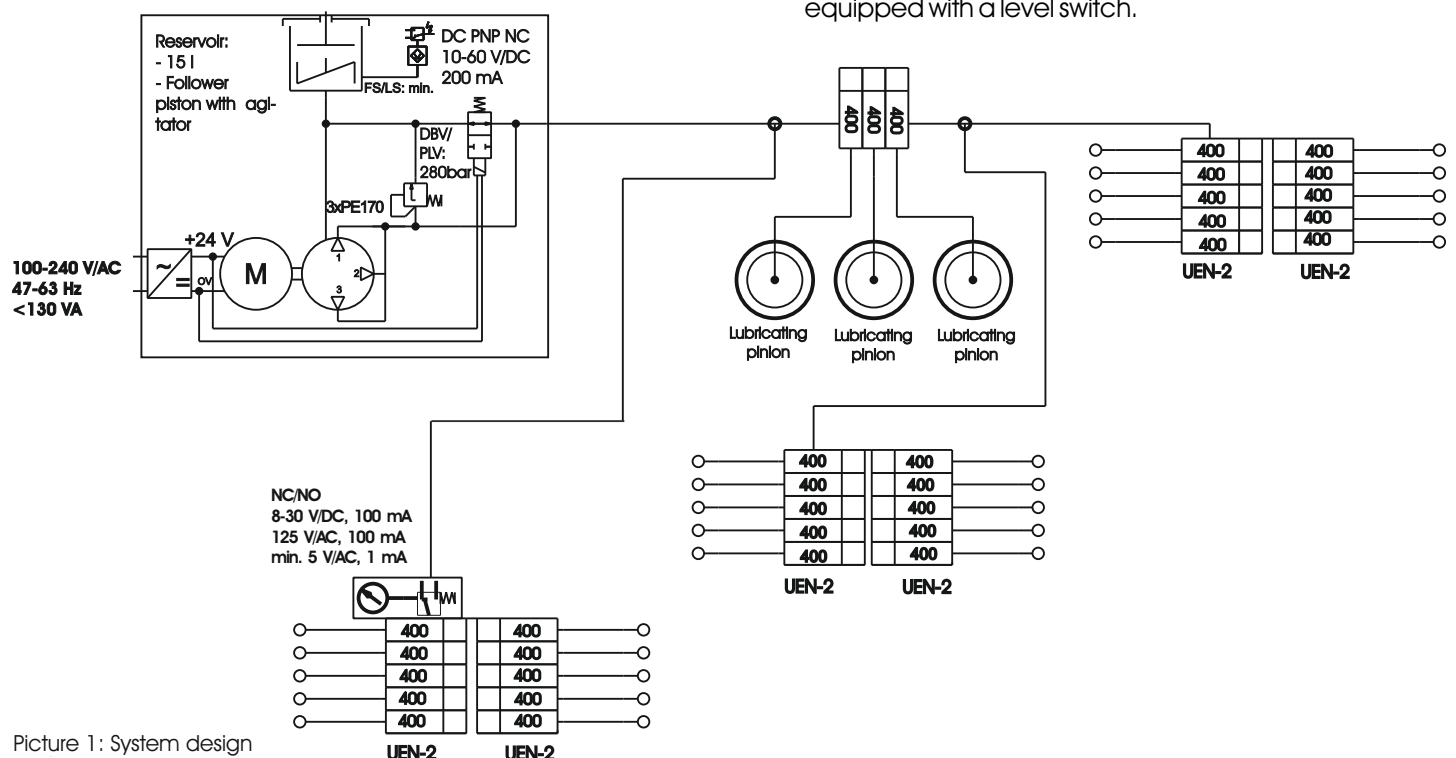 equipped with a level switch.
Reservoir:
- 15 l
- Follower
piston with agi-
tator
DC PNP NC
10-60 V/DC
200 mA
FS/LS: min.
DBV/
PLV:
280bar
3xPE170
+24 V
0V
~
=
M
1
2
3
100-240 V/AC
47-63 Hz
<130 VA
400
400
400
Lubricating
pinion
Lubricating
pinion
Lubricating
pinion
400 400
400 400
400 400
400 400
400 400
UEN-2 UEN-2
400 400
400 400
400 400
400 400
400 400
UEN-2 UEN-2
NC/NO
8-30 V/DC, 100 mA
125 V/AC, 100 mA
min. 5 V/AC, 1 mA
400 400
400 400
400 400
400 400
400 400
UEN-2 UEN-2
Picture 1: System design